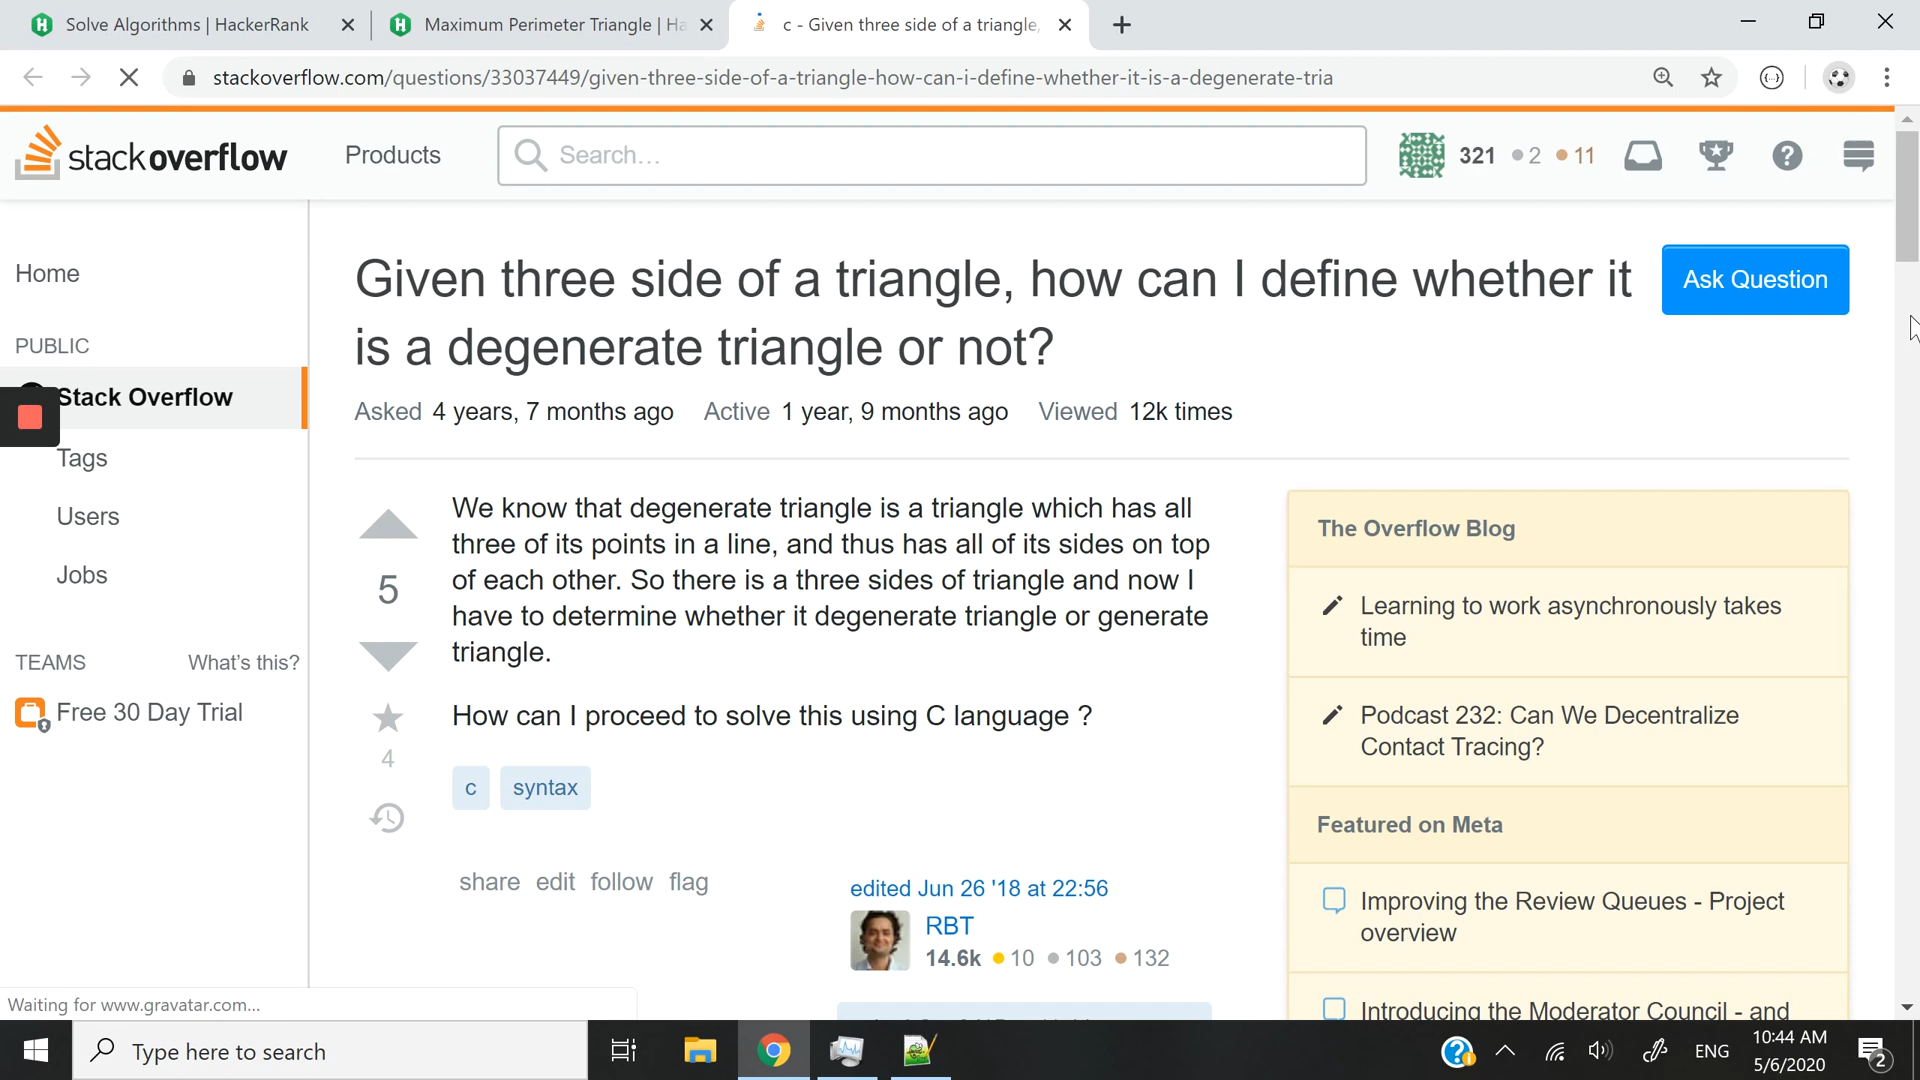 Solve Algorithms | HackerRank
Maximum Perimeter Triangle | Ha
c - Given three side of a triangle,
stackoverflow.com/questions/33037449/given-three-side-of-a-triangle-how-can-i-define-whether-it-is-a-degenerate-tria
stackoverflow
Products
Search…
321 2 11
Home
PUBLIC
Stack Overflow
Tags
Users
Jobs
TEAMS What's this?
Free 30 Day Trial
Given three side of a triangle, how can I define whether it
is a degenerate triangle or not?
Ask Question
Asked 4 years, 7 months ago Active 1 year, 9 months ago Viewed 12k times
5
4
We know that degenerate triangle is a triangle which has all
three of its points in a line, and thus has all of its sides on top
of each other. So there is a three sides of triangle and now I
have to determine whether it degenerate triangle or generate
triangle.
How can I proceed to solve this using C language ?
c syntax
share edit follow flag
edited Jun 26 '18 at 22:56
RBT
14.6k 10 103 132
The Overflow Blog
Learning to work asynchronously takes
time
Podcast 232: Can We Decentralize
Contact Tracing?
Featured on Meta
Improving the Review Queues - Project
overview
Introducing the Moderator Council - and
Waiting for www.gravatar.com...
Type here to search
ENG
10:44 AM
5/6/2020
2